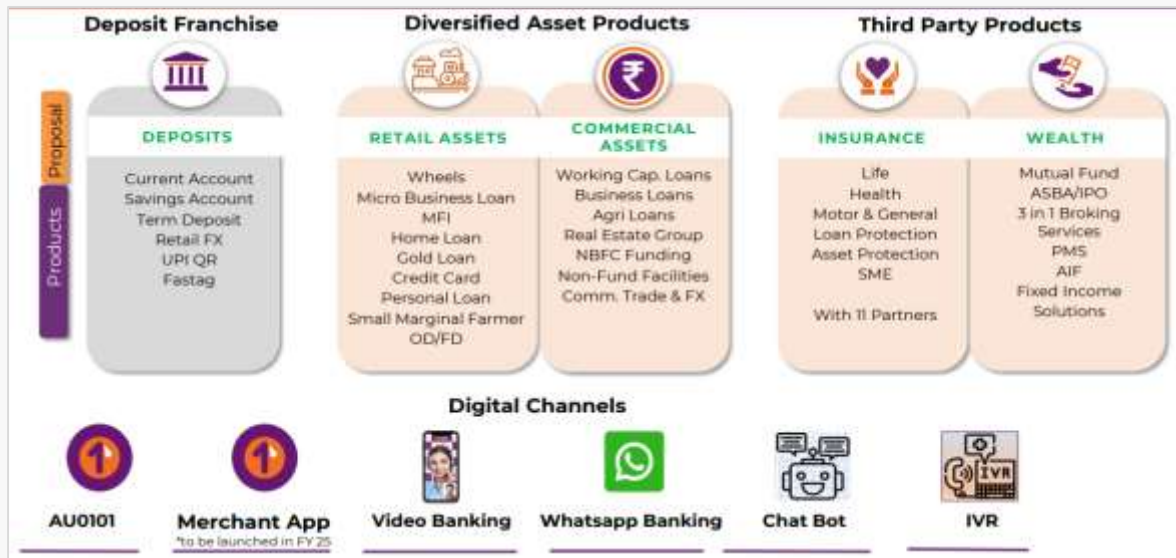 Deposit Franchise
Diversified Asset Products
Third Party Products
Proposal
Products
DEPOSITS
Current Account
Savings Account
Term Deposit
Retail FX
UPI QR
Fastag
RETAIL ASSETS
Wheels
Micro Business Loan
MFI
Home Loan
Gold Loan
Credit Card
Personal Loan
Small Marginal Farmer
OD/FD
COMMERCIAL
ASSETS
Working Cap. Loans
Business Loans
Agri Loans
Real Estate Group
NBFC Funding
Non-Fund Facilities
Comm. Trade & FX
INSURANCE
Life
Health
Motor & General
Loan Protection
Asset Protection
SME
With 11 Partners
WEALTH
Mutual Fund
ASBA/IPO
3 in 1 Broking
Services
PMS
AIF
Fixed Income
Solutions
Digital Channels
1
AU0101
1
Merchant App
*to be launched in FY 25
Video Banking
Whatsapp Banking
Chat Bot
IVR
IVR